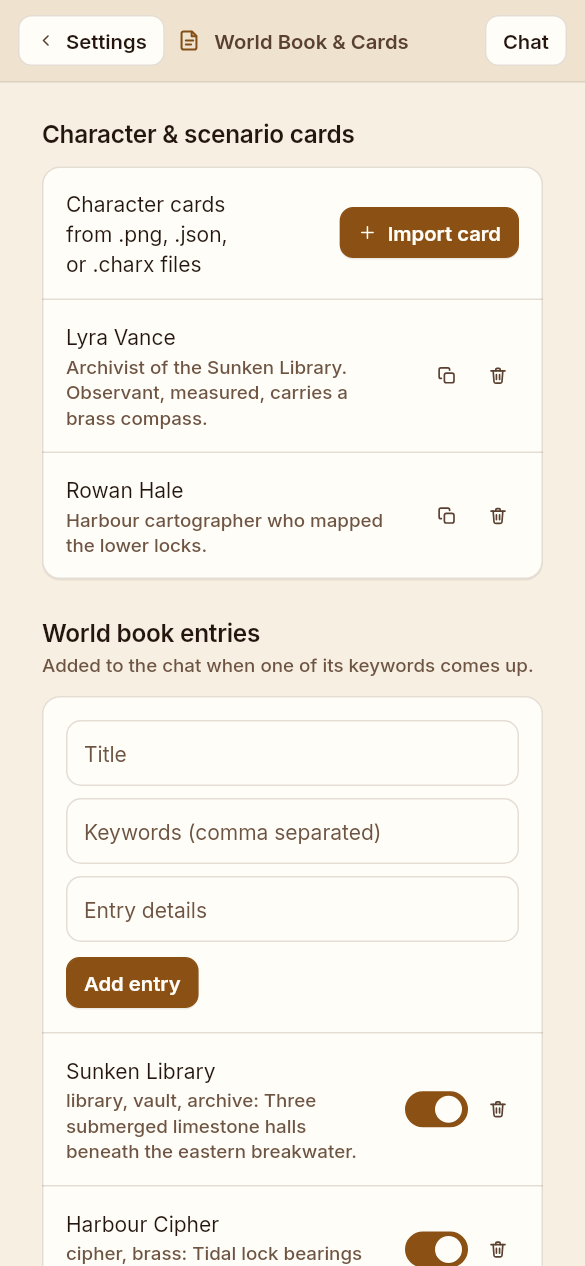 Settings
World Book & Cards
Chat
Character & scenario cards
Character cards
from .png, .json,
or .charx files
Import card
Lyra Vance
Archivist of the Sunken Library.
Observant, measured, carries a
brass compass.
Rowan Hale
Harbour cartographer who mapped
the lower locks.
World book entries
Added to the chat when one of its keywords comes up.
Title
Keywords (comma separated)
Entry details
Add entry
Sunken Library
library, vault, archive: Three
submerged limestone halls
beneath the eastern breakwater.
Harbour Cipher
cipher, brass: Tidal lock bearings